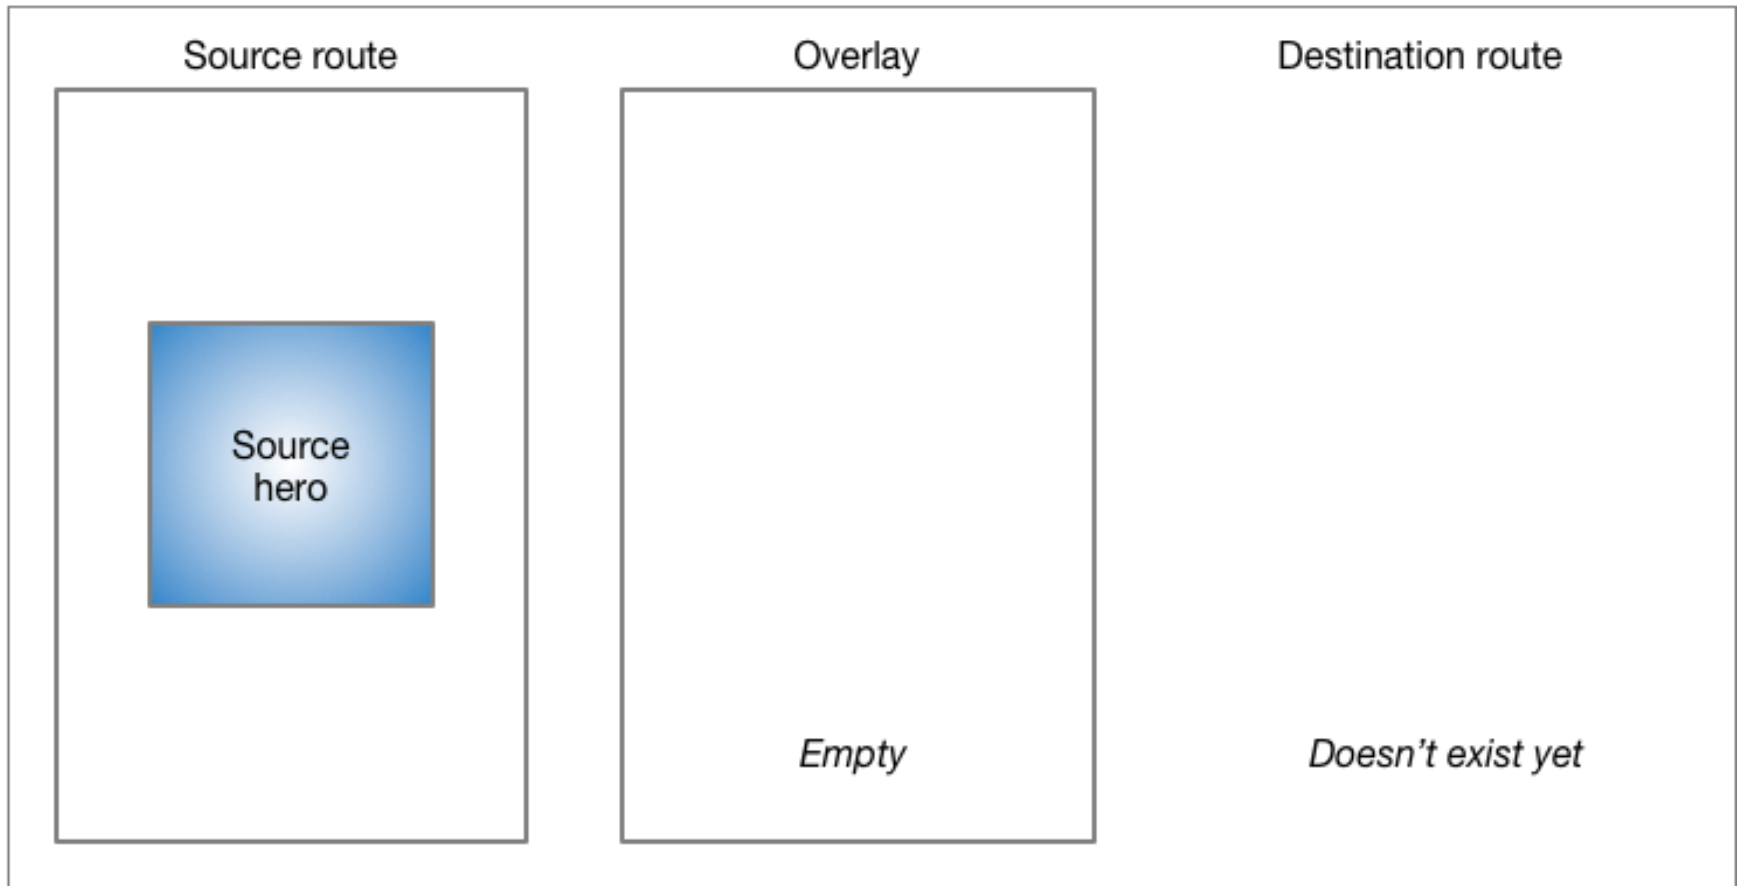 Source route
Overlay
Destination route
Source
hero
Empty
Doesn’t exist yet